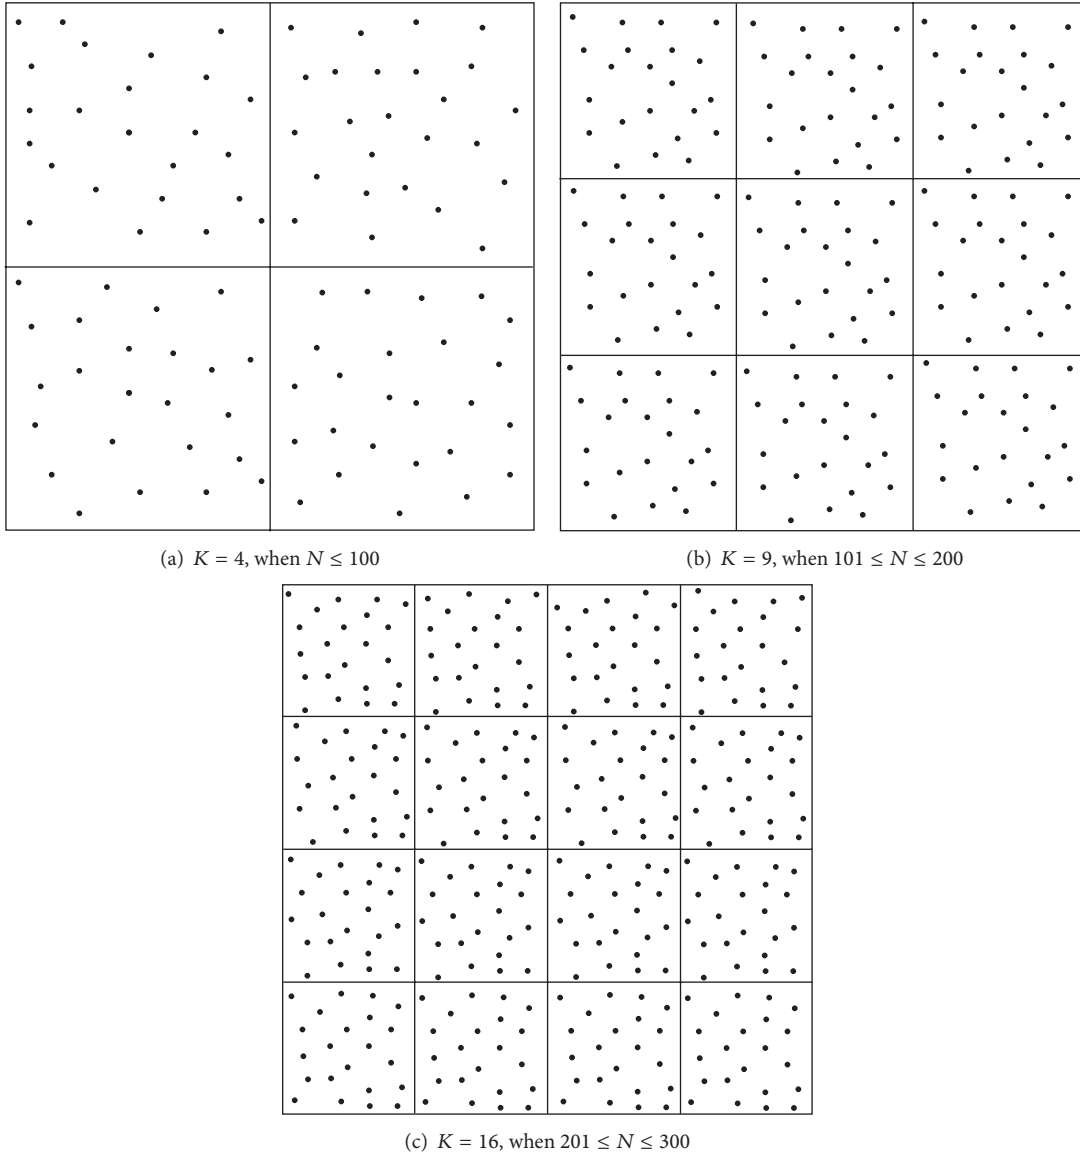 (a) K = 4, when N ≤ 100
(b) K = 9, when 101 ≤ N ≤ 200
(c) K = 16, when 201 ≤ N ≤ 300